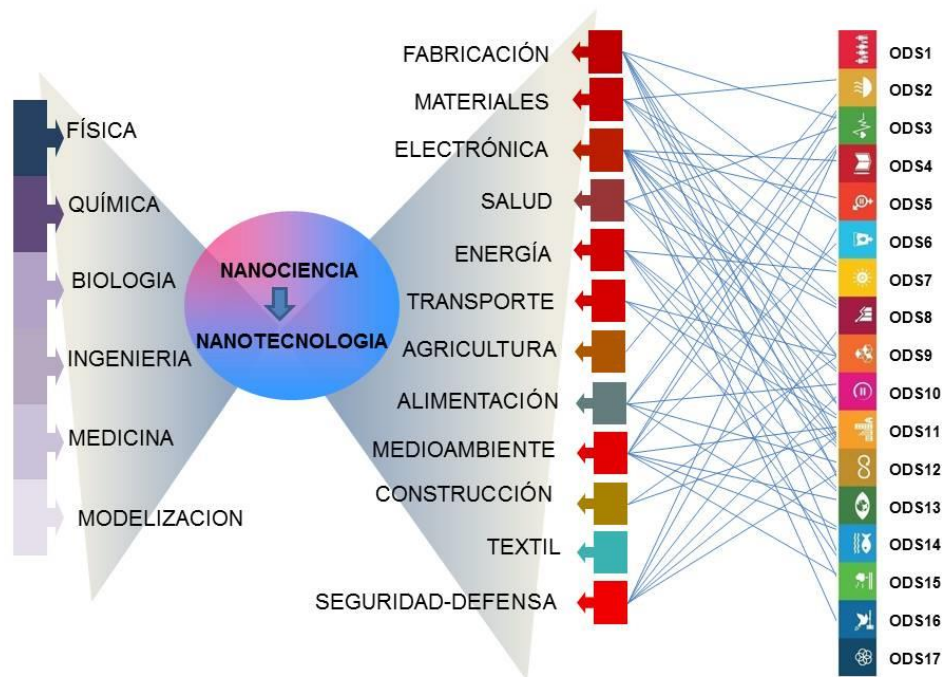 FÍSICA
QUÍMICA
BIOLOGIA
INGENIERIA
MEDICINA
MODELIZACION
NANOCIENCIA
NANOTECNOLOGIA
FABRICACIÓN
MATERIALES
ELECTRÓNICA
SALUD
ENERGÍA
TRANSPORTE
AGRICULTURA
ALIMENTACIÓN
MEDIOAMBIENTE
CONSTRUCCIÓN
TEXTIL
SEGURIDAD-DEFENSA
ODS1
ODS2
ODS3
ODS4
ODS5
ODS6
ODS7
ODS8
ODS9
ODS10
ODS11
ODS12
ODS13
ODS14
ODS15
ODS16
ODS17